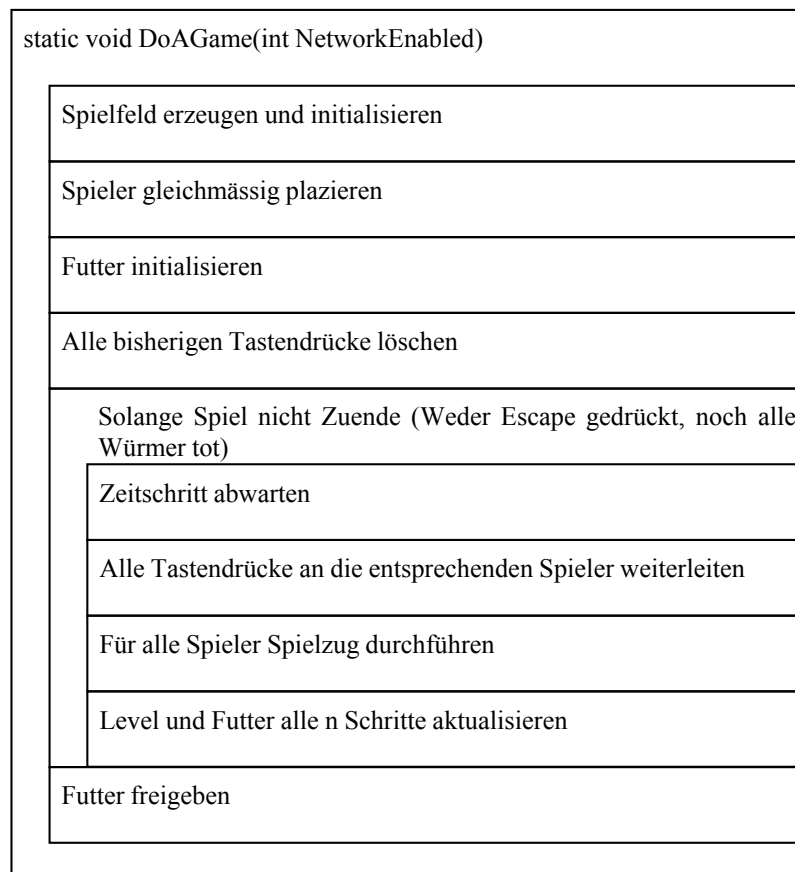 static void DoAGame(int NetworkEnabled)
Spielfeld erzeugen und initialisieren
Spieler gleichmässig plazieren
Futter initialisieren
Alle bisherigen Tastendrücke löschen
Solange Spiel nicht Zuende (Weder Escape gedrückt, noch alle
Würmer tot)
Zeitschritt abwarten
Alle Tastendrücke an die entsprechenden Spieler weiterleiten
Für alle Spieler Spielzug durchführen
Level und Futter alle n Schritte aktualisieren
Futter freigeben